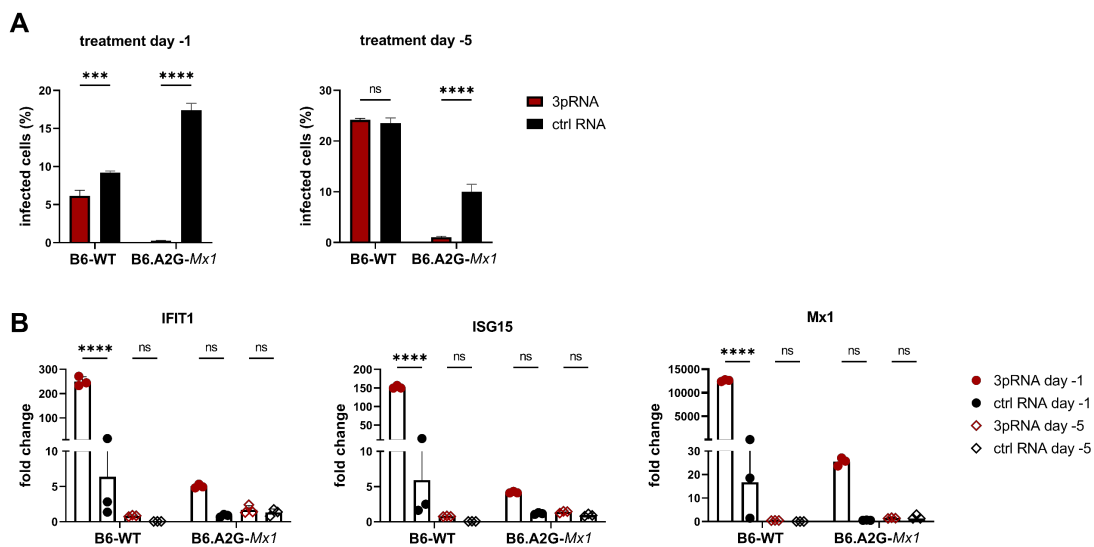 A
treatment day -1
treatment day -5
*** ****
ns ****
infected cells (%)
20
15
10
5
0
B6-WT B6.A2G-Mx1
infected cells (%)
30
20
10
0
B6-WT B6.A2G-Mx1
3pRNA
ctrl RNA
B
IFIT1
**** ns ns ns
fold change
300
250
200
150
100
50
10
5
0
B6-WT B6.A2G-Mx1
ISG15
**** ns ns ns
fold change
200
150
100
50
10
5
0
B6-WT B6.A2G-Mx1
Mx1
**** ns ns ns
fold change
15000
10000
5000
30
20
10
0
B6-WT B6.A2G-Mx1
3pRNA day -1
ctrl RNA day -1
3pRNA day -5
ctrl RNA day -5